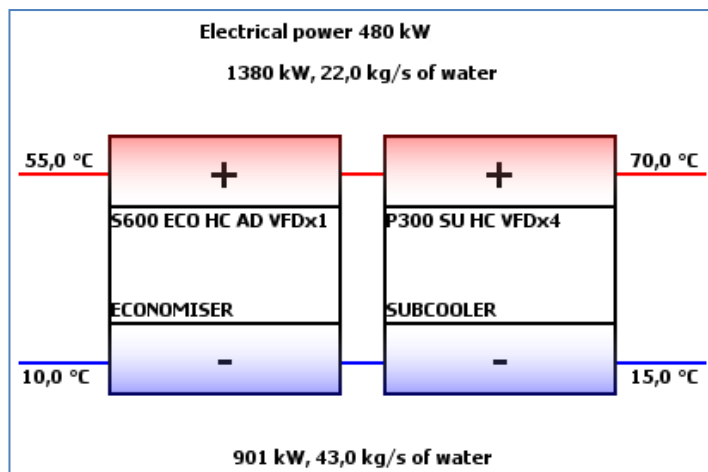 Electrical power 480 kW
1380 kW, 22,0 kg/s of water
55,0 °C
+
+
70,0 °C
S600 ECO HC AD VFDx1
P300 SU HC VFDx4
ECONOMISER
SUBCOOLER
-
-
10,0 °C
15,0 °C
901 kW, 43,0 kg/s of water